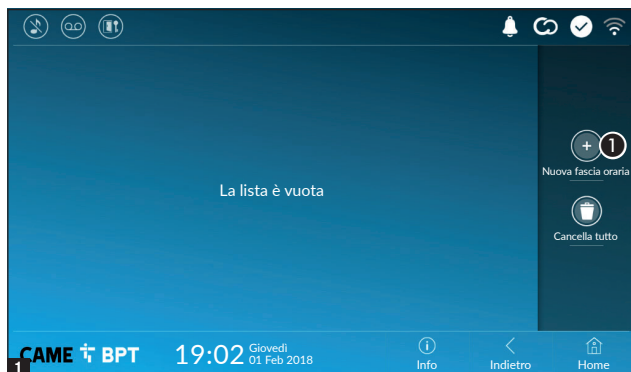 1
Nuova fascia oraria
La lista è vuota
Cancella tutto
CAME BPT
19:02
Giovedì
01 Feb 2018
Info
Indietro
Home
1